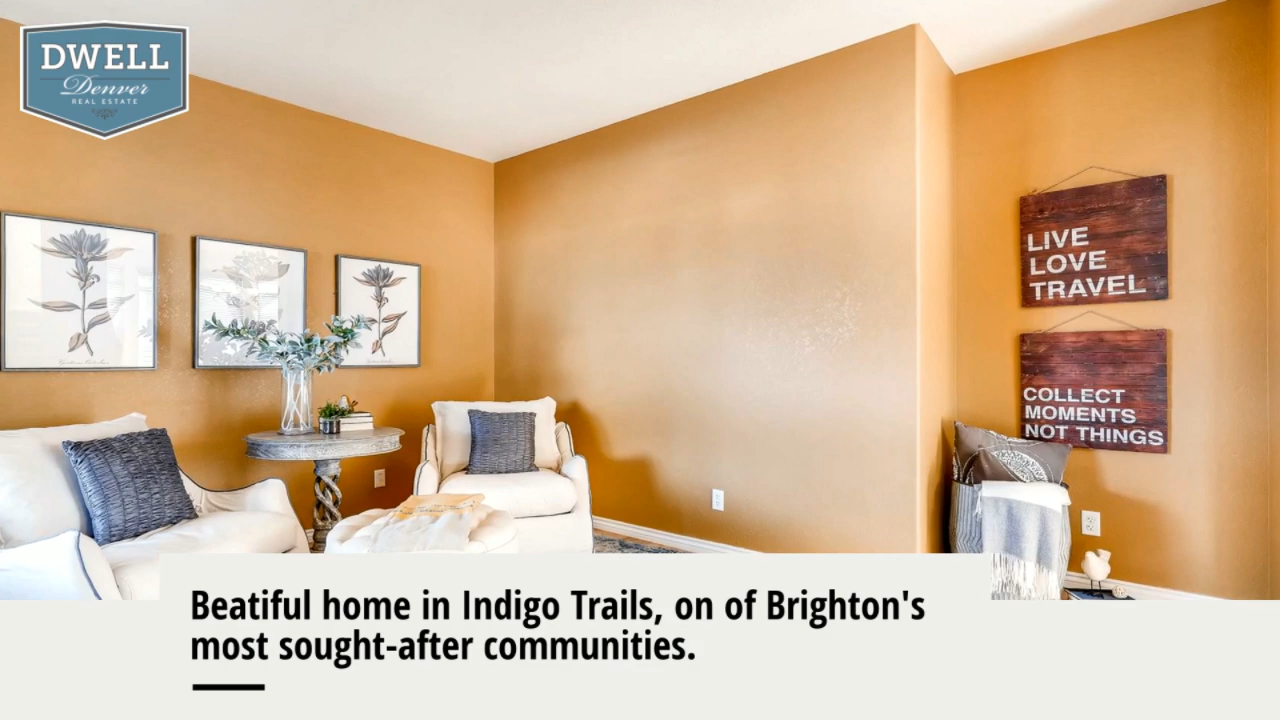 DWELL
Denver
REAL ESTATE
LIVE
LOVE
TRAVEL
COLLECT
MOMENTS
NOT THINGS
Beatiful home in Indigo Trails, on of Brighton's
most sought-after communities.